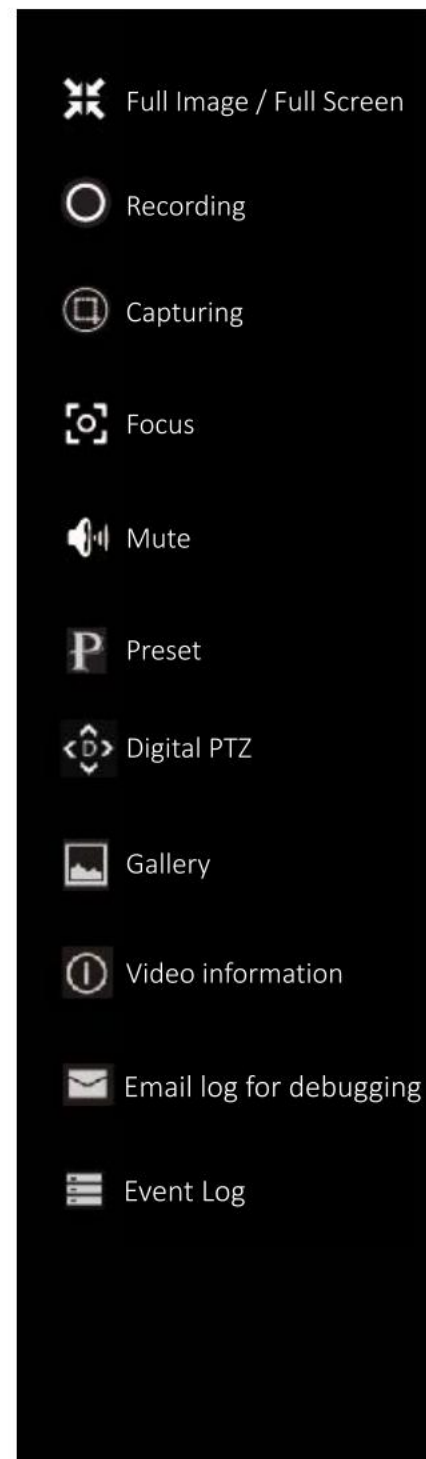 Full Image / Full Screen
Recording
Capturing
Focus
Mute
P Preset
D Digital PTZ
Gallery
Video information
Email log for debugging
Event Log